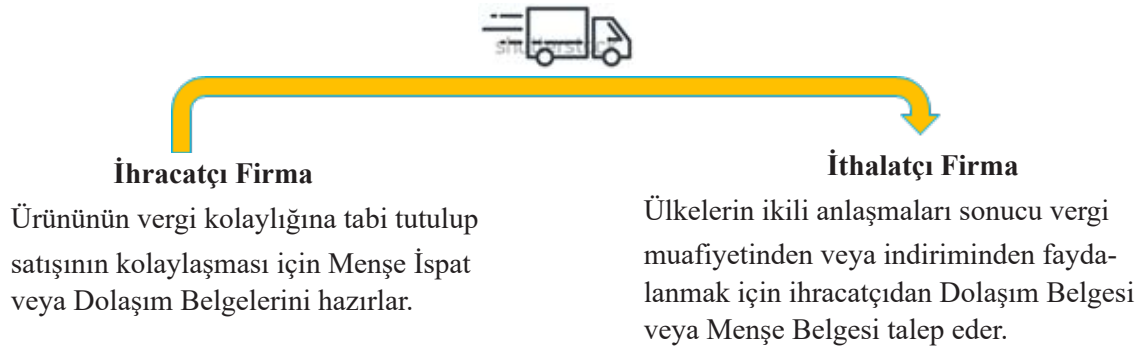 shutterstock
İhracatçı Firma
Ürününün vergi kolaylığına tabi tutulup
satışının kolaylaşması için Menşe İspat
veya Dolaşım Belgelerini hazırlar.
İthalatçı Firma
Ülkelerin ikili anlaşmaları sonucu vergi
muafiyetinden veya indiriminden fayda-
lanmak için ihracatçıdan Dolaşım Belgesi
veya Menşe Belgesi talep eder.